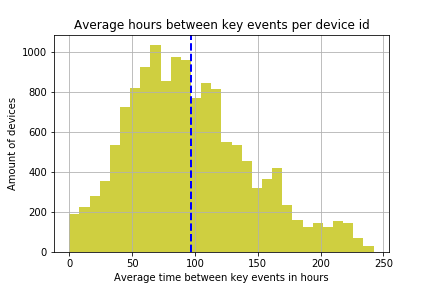 Average hours between key events per device id
Amount of devices
1000
800
600
400
200
0
0 50 100 150 200 250
Average time between key events in hours